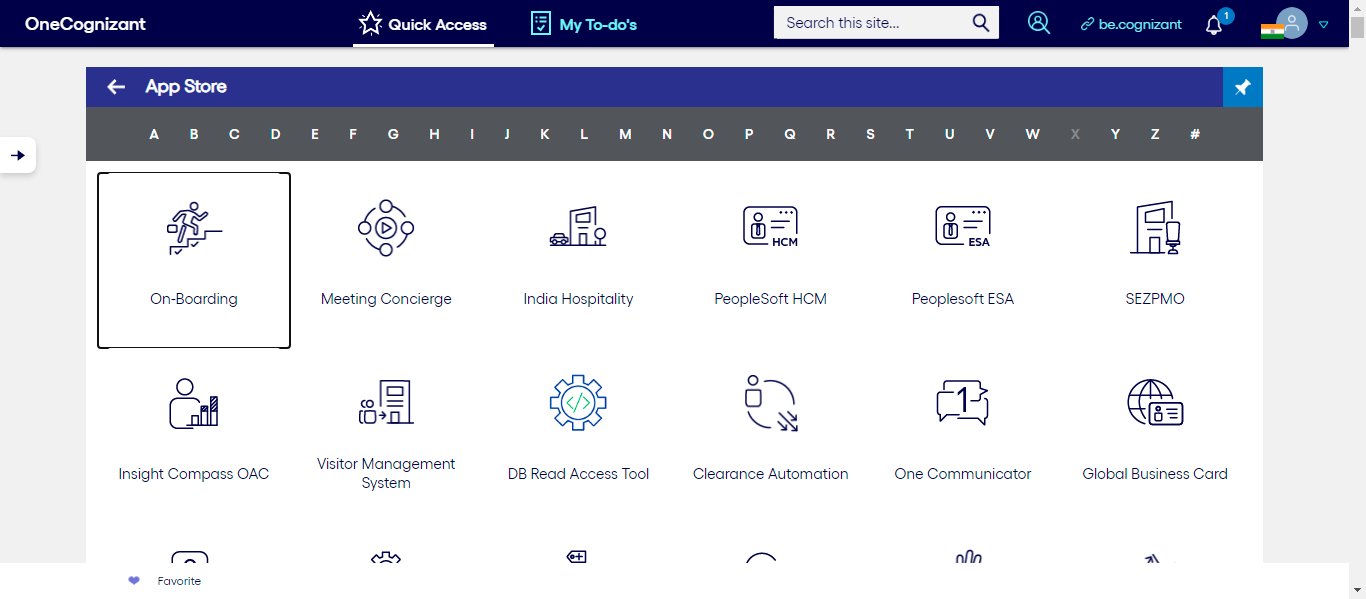 OneCognizant
Quick Access
My To-do's
Search this site...
be.cognizant
1
App Store
A B C D E F G H I J K L M N O P Q R S T U V W X Y Z #
HCM
ESA
On-Boarding
Meeting Concierge
India Hospitality
PeopleSoft HCM
Peoplesoft ESA
SEZPMO
1
Insight Compass OAC
Visitor Management
System
DB Read Access Tool
Clearance Automation
One Communicator
Global Business Card
Favorite